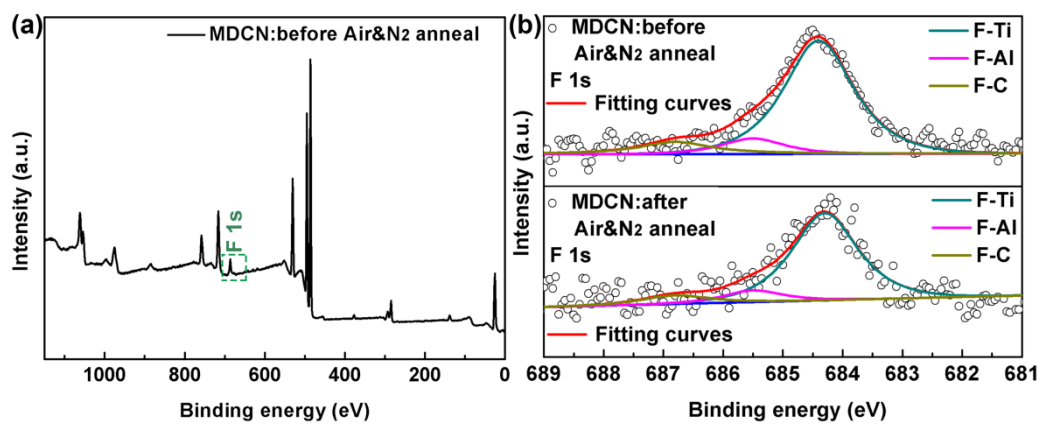 (a)
MDCN:before Air&N2 anneal
F 1s
Intensity (a.u.)
1000
800
600
400
200
0
Binding energy (eV)
(b)
MDCN:before
Air&N2 anneal
F 1s
Fitting curves
F-Ti
F-Al
F-C
MDCN:after
Air&N2 anneal
F 1s
Fitting curves
F-Ti
F-Al
F-C
Intensity (a.u.)
Intensity (a.u.)
689
688
687
686
685
684
683
682
681
Binding energy (eV)